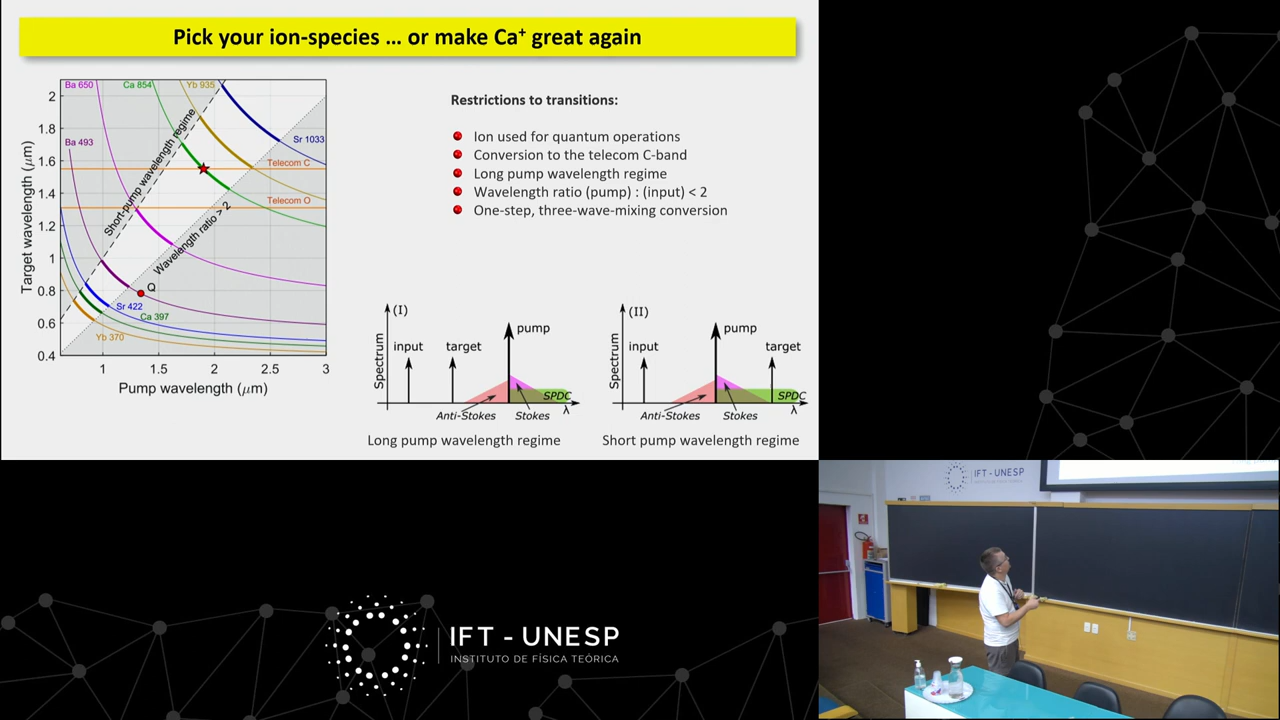 Pick your ion-species ... or make Ca⁺ great again
Ba 650
Ca 854
Yb 935
Ba 493
Sr 1033
Telecom C
Telecom O
Short-pump wavelength regime
Wavelength ratio > 2
Q
Sr 422
Ca 397
Yb 370
2
1.8
1.6
1.4
1.2
1
0.8
0.6
0.4
1
1.5
2
2.5
3
Target wavelength (μm)
Pump wavelength (μm)
Restrictions to transitions:
Ion used for quantum operations
Conversion to the telecom C-band
Long pump wavelength regime
Wavelength ratio (pump) : (input) < 2
One-step, three-wave-mixing conversion
Spectrum
(I)
input
target
pump
SPDC
λ
Anti-Stokes
Stokes
Long pump wavelength regime
Spectrum
(II)
input
pump
target
SPDC
λ
Anti-Stokes
Stokes
Short pump wavelength regime
IFT - UNESP
INSTITUTO DE FÍSICA TEÓRICA
IFT - UNESP